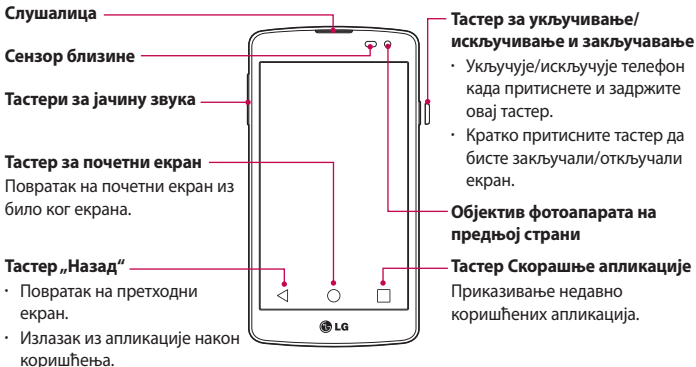 Слушалица
Сензор близине
Тастери за јачину звука
Тастер за почетни екран
Повратак на почетни екран из
било ког екрана.
Тастер „Назад“
· Повратак на претходни
екран.
· Излазак из апликације након
коришћења.
LG
Тастер за укључивање/
искључивање и закључавање
· Укључује/искључује телефон
када притиснете и задржите
овај тастер.
· Кратко притисните тастер да
бисте закључали/откључали
екран.
Објектив фотоапарата на
предњој страни
Тастер Скорашње апликације
Приказивање недавно
коришћених апликација.